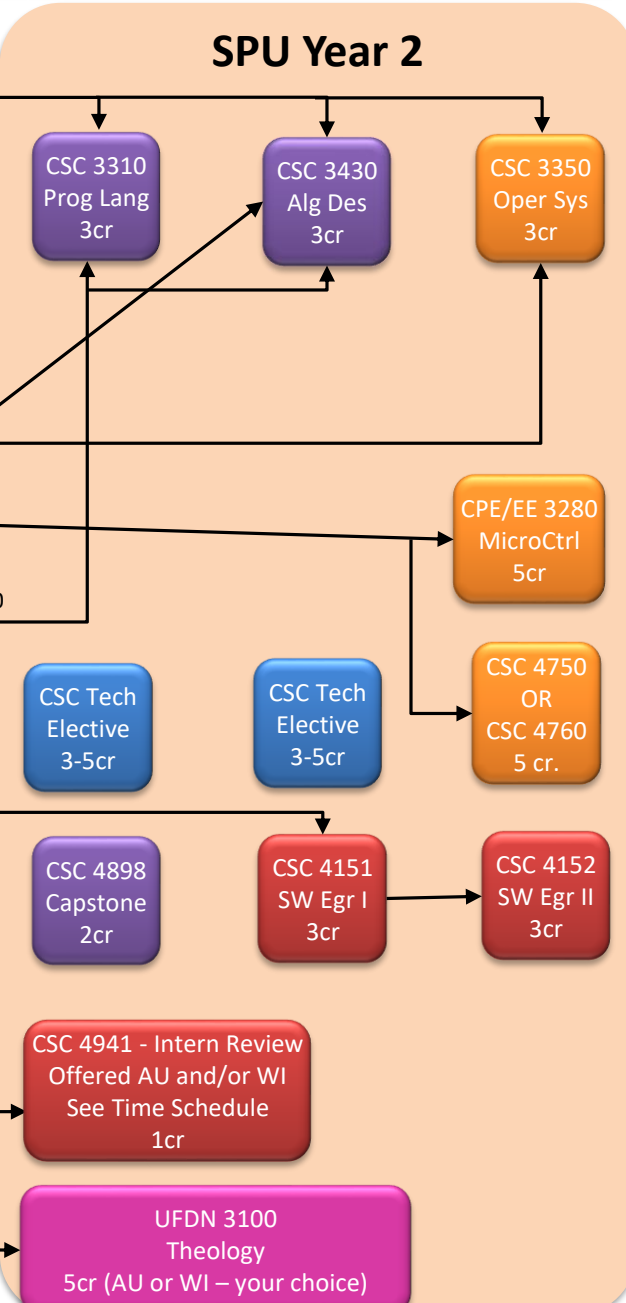 SPU Year 2
CSC 3310
Prog Lang
3cr
CSC 3430
Alg Des
3cr
CSC 3350
Oper Sys
3cr
CPE/EE 3280
MicroCtrl
5cr
0
CSC Tech
Elective
3-5cr
CSC Tech
Elective
3-5cr
CSC 4750
OR
CSC 4760
5 cr.
CSC 4898
Capstone
2cr
CSC 4151
SW Egr I
3cr
CSC 4152
SW Egr II
3cr
CSC 4941 - Intern Review
Offered AU and/or WI
See Time Schedule
1cr
UFDN 3100
Theology
5cr (AU or WI – your choice)